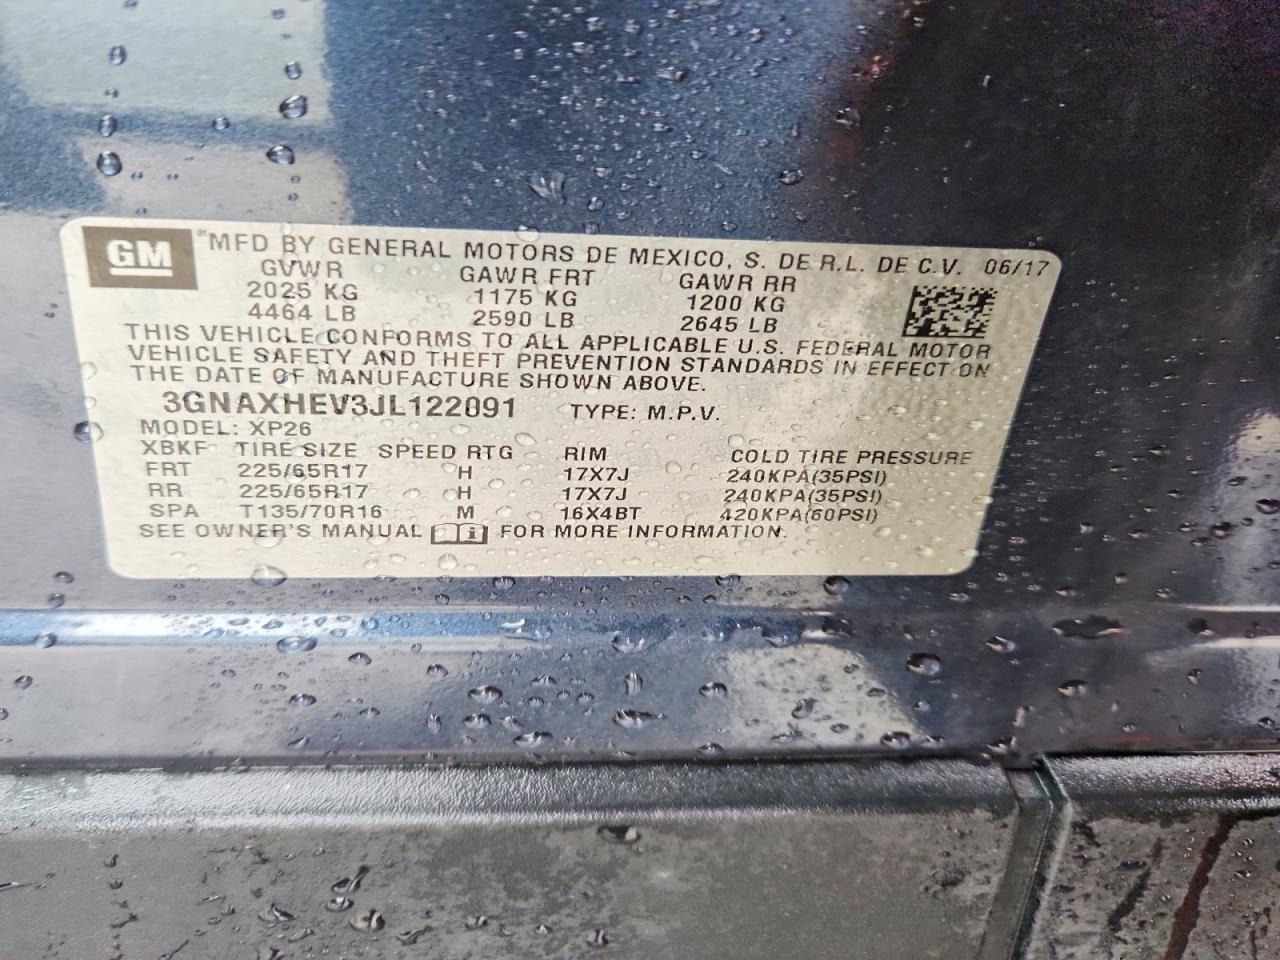 GM
MFD BY GENERAL MOTORS DE MEXICO, S. DE R.L. DE C.V. 06/17
GVWR GAWR FRT GAWR RR
2025 KG 1175 KG 1200 KG
4464 LB 2590 LB 2645 LB
THIS VEHICLE CONFORMS TO ALL APPLICABLE U.S. FEDERAL MOTOR
VEHICLE SAFETY AND THEFT PREVENTION STANDARDS IN EFFECT ON
THE DATE OF MANUFACTURE SHOWN ABOVE.
3GNAXHEV3JL122091 TYPE: M.P.V.
MODEL: XP26
XBKF TIRE SIZE SPEED RTG RIM COLD TIRE PRESSURE
FRT 225/65R17 H 17X7J 240KPA(35PSI)
RR 225/65R17 H 17X7J 240KPA(35PSI)
SPA T135/70R16 M 16X4BT 420KPA(60PSI)
SEE OWNER'S MANUAL FOR MORE INFORMATION.